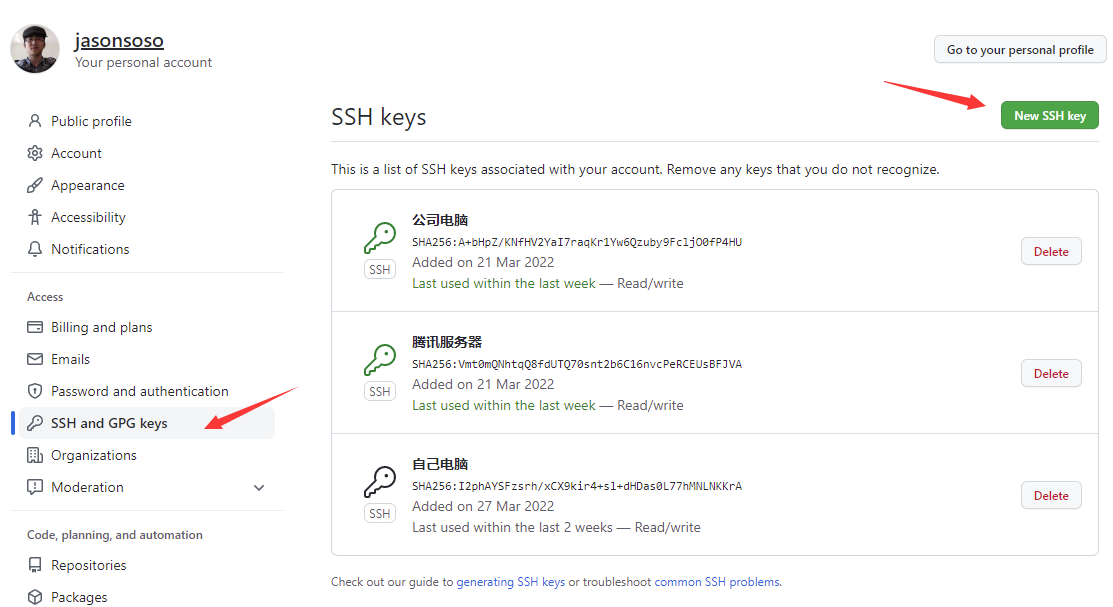 jasonsoso
Your personal account
Go to your personal profile
Public profile
Account
Appearance
Accessibility
Notifications
Access
Billing and plans
Emails
Password and authentication
SSH and GPG keys
Organizations
Moderation
Code, planning, and automation
Repositories
Packages
SSH keys
New SSH key
This is a list of SSH keys associated with your account. Remove any keys that you do not recognize.
公司电脑
SHA256:A+bHpZ/KNfHV2YaI7raqKr1Yw6Qzuby9FcljO0fP4HU
SSH
Added on 21 Mar 2022
Last used within the last week — Read/write
Delete
腾讯服务器
SHA256:Vmt0mQNhtqQ8fdUTQ70snt2b6C16nvcPeRCEUsBFJVA
SSH
Added on 21 Mar 2022
Last used within the last week — Read/write
Delete
自己电脑
SHA256:I2phAYSFzsrh/xCX9kir4+sl+dHDas0L77hMNLNKKrA
SSH
Added on 27 Mar 2022
Last used within the last 2 weeks — Read/write
Delete
Check out our guide to generating SSH keys or troubleshoot common SSH problems.